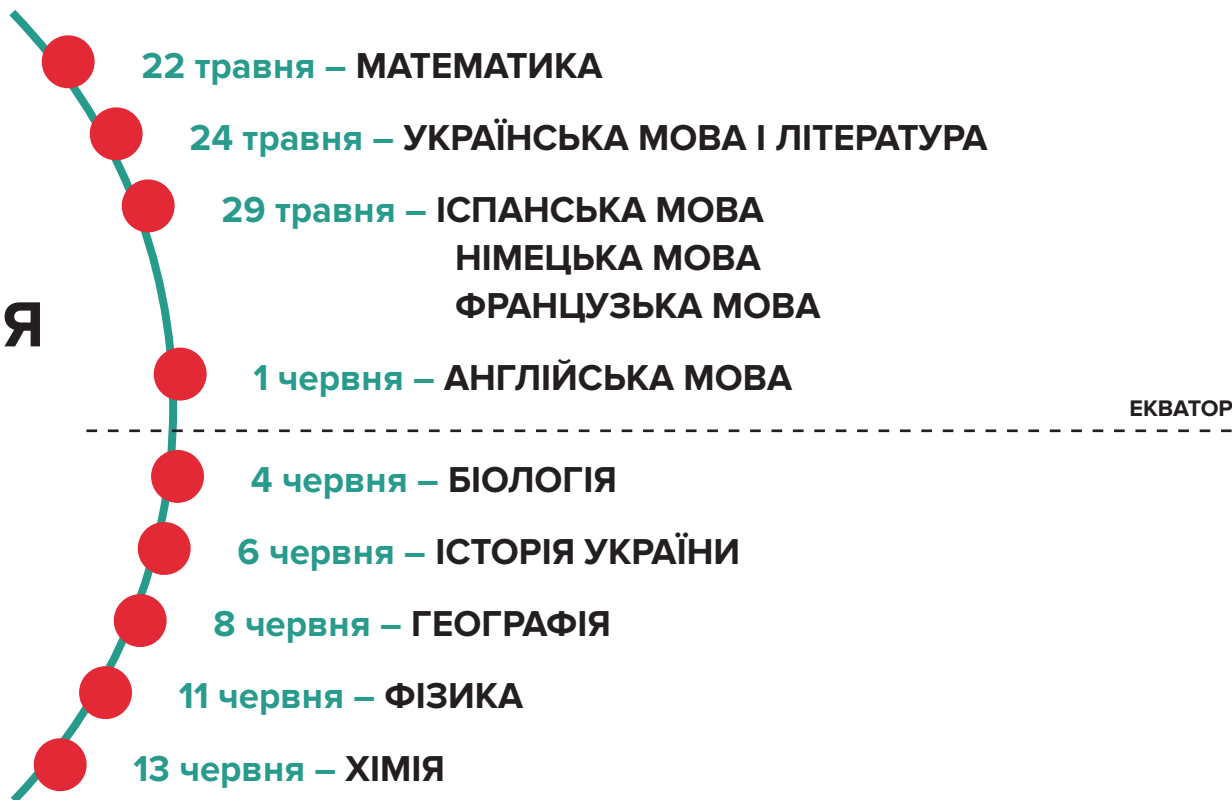 22 травня – МАТЕМАТИКА
24 травня – УКРАЇНСЬКА МОВА І ЛІТЕРАТУРА
29 травня – ІСПАНСЬКА МОВА
НІМЕЦЬКА МОВА
ФРАНЦУЗЬКА МОВА
Я
1 червня – АНГЛІЙСЬКА МОВА
ЕКВАТОР
4 червня – БІОЛОГІЯ
6 червня – ІСТОРІЯ УКРАЇНИ
8 червня – ГЕОГРАФІЯ
11 червня – ФІЗИКА
13 червня – ХІМІЯ